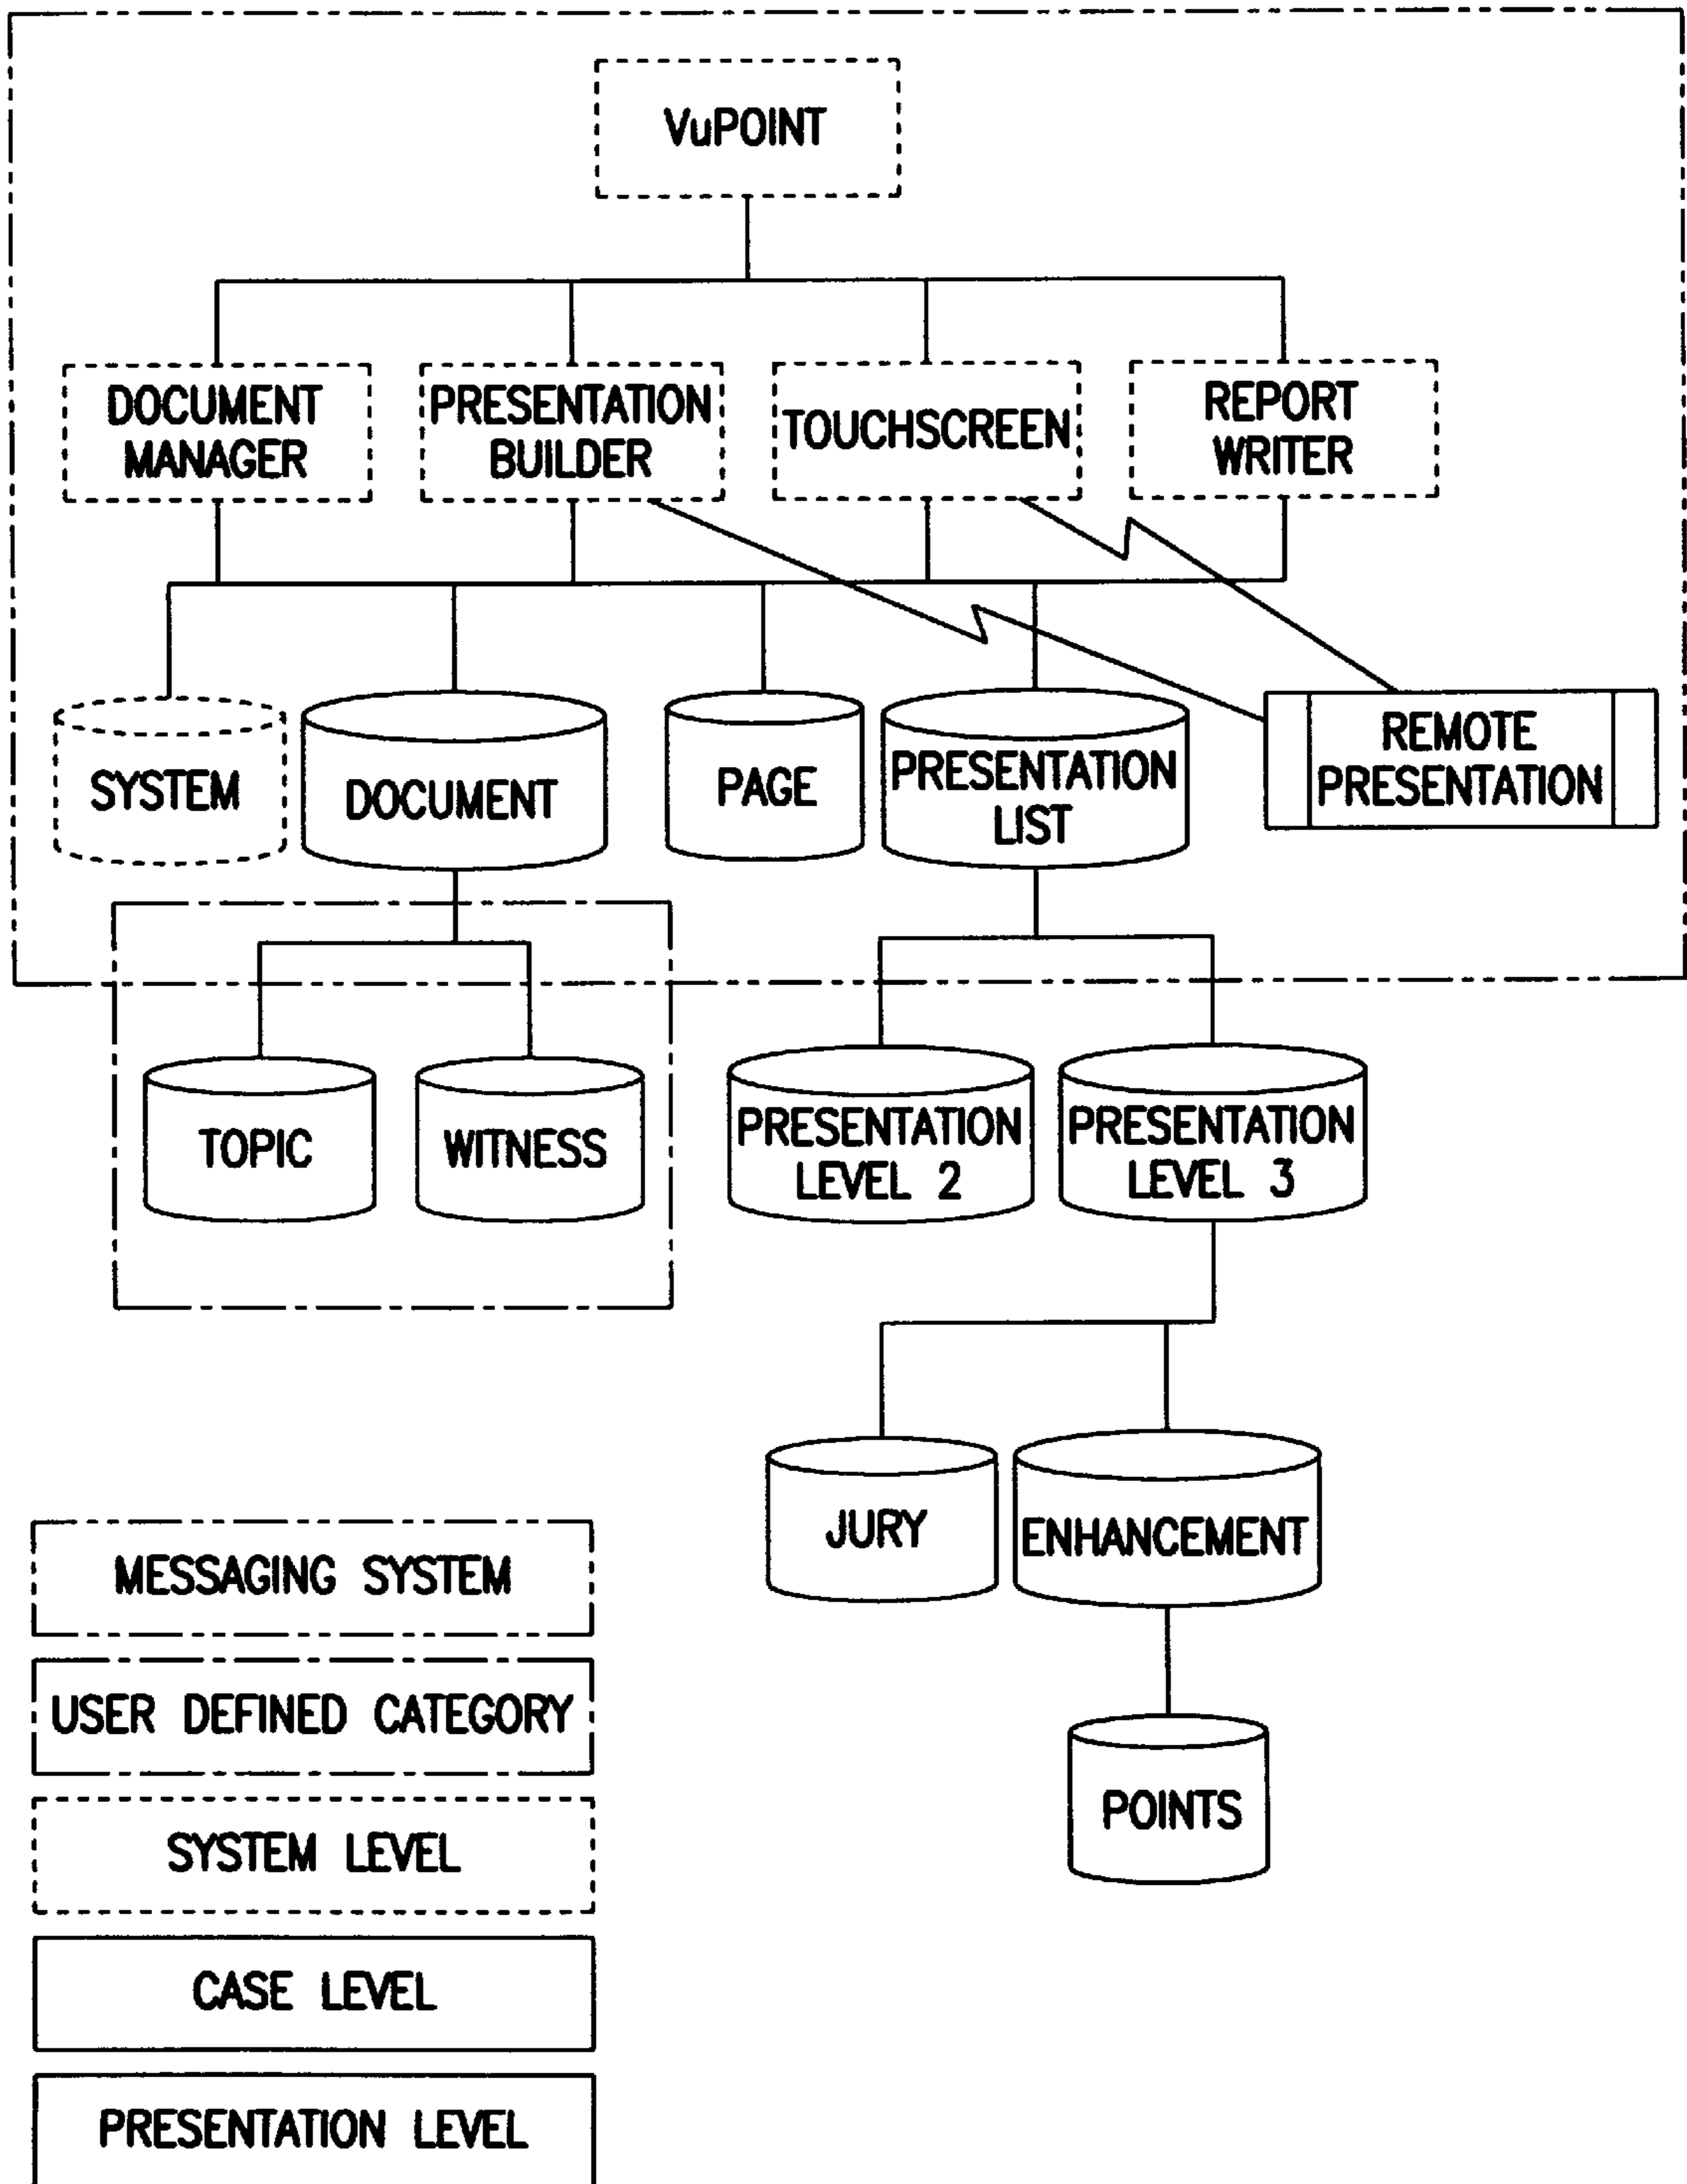 VuPOINT
DOCUMENT
MANAGER
PRESENTATION
BUILDER
TOUCHSCREEN
REPORT
WRITER
SYSTEM
DOCUMENT
PAGE
PRESENTATION
LIST
REMOTE
PRESENTATION
TOPIC
WITNESS
PRESENTATION
LEVEL 2
PRESENTATION
LEVEL 3
JURY
ENHANCEMENT
POINTS
MESSAGING SYSTEM
USER DEFINED CATEGORY
SYSTEM LEVEL
CASE LEVEL
PRESENTATION LEVEL